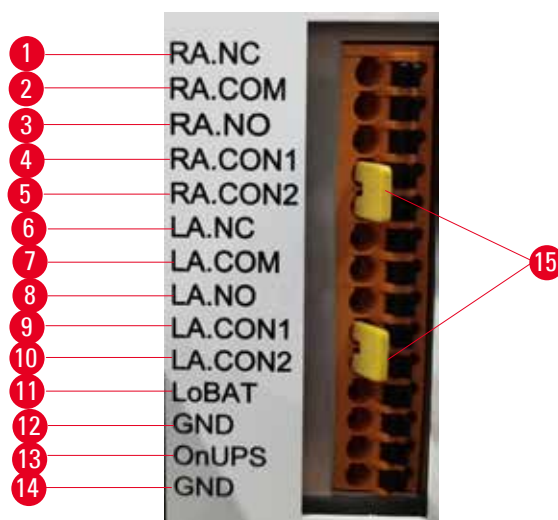 1 RA.NC
2 RA.COM
3 RA.NO
4 RA.CON1
5 RA.CON2
6 LA.NC
7 LA.COM
8 LA.NO
9 LA.CON1
10 LA.CON2
11 LoBAT
12 GND
13 OnUPS
14 GND
15